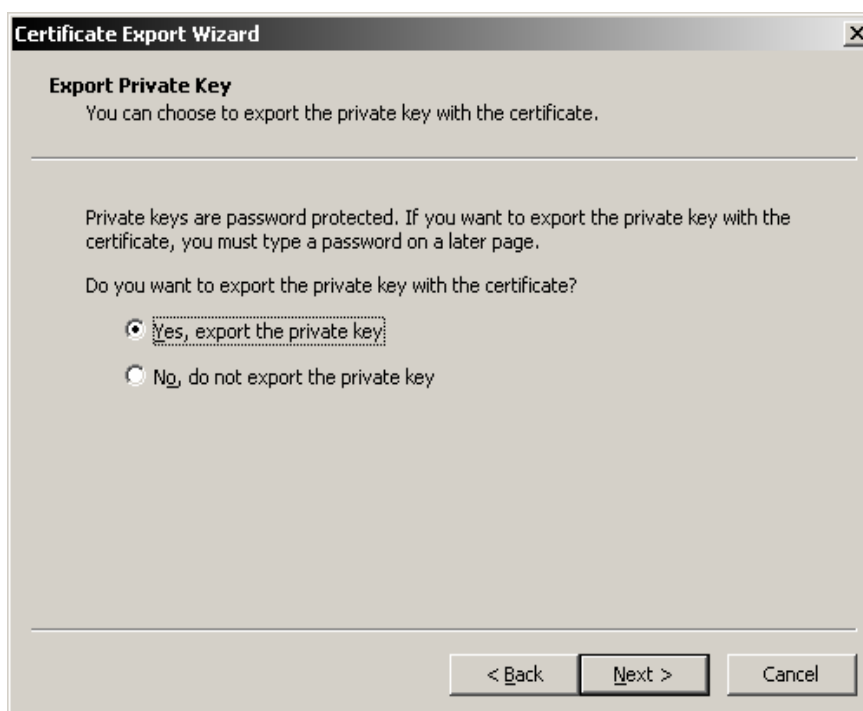 Certificate Export Wizard
Export Private Key
You can choose to export the private key with the certificate.
Private keys are password protected. If you want to export the private key with the
certificate, you must type a password on a later page.
Do you want to export the private key with the certificate?
Yes, export the private key
No, do not export the private key
< Back
Next >
Cancel